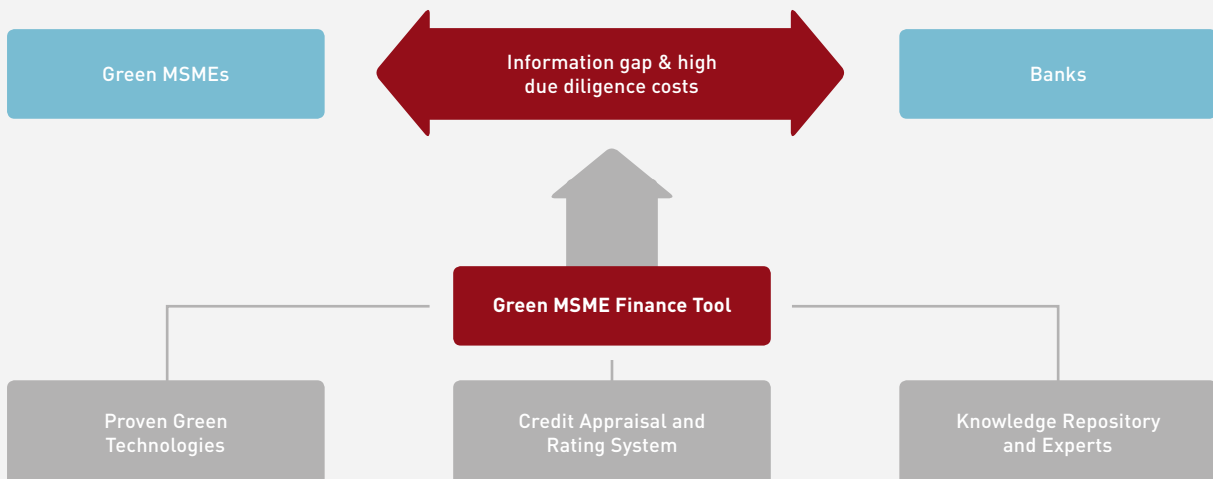 Green MSMEs
Information gap & high
due diligence costs
Banks
Green MSME Finance Tool
Proven Green
Technologies
Credit Appraisal and
Rating System
Knowledge Repository
and Experts